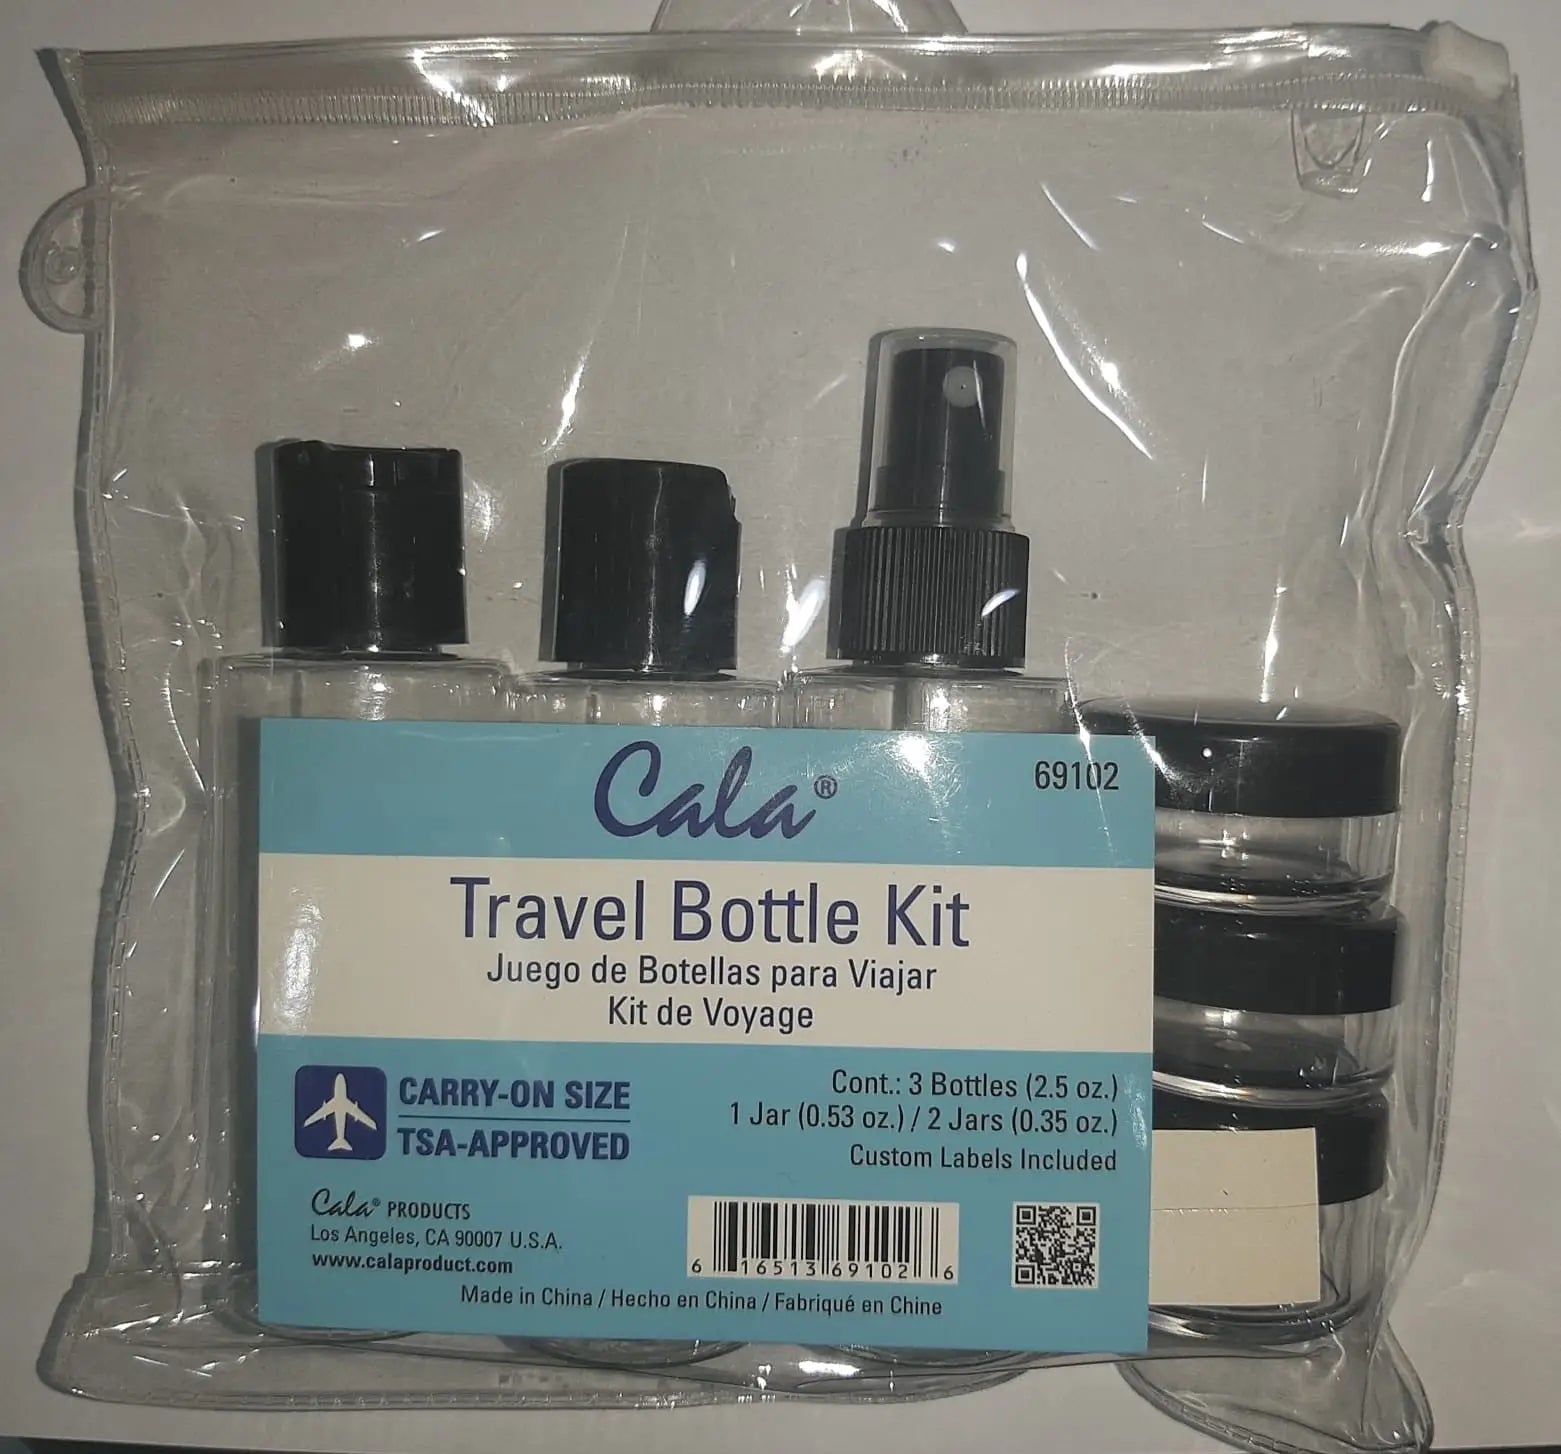 Cala®
69102
Travel Bottle Kit
Juego de Botellas para Viajar
Kit de Voyage
CARRY-ON SIZE
TSA-APPROVED
Cont.: 3 Bottles (2.5 oz.)
1 Jar (0.53 oz.) / 2 Jars (0.35 oz.)
Custom Labels Included
Cala® PRODUCTS
Los Angeles, CA 90007 U.S.A.
www.calaproduct.com
6 16513 69102 6
Made in China / Hecho en China / Fabriqué en Chine